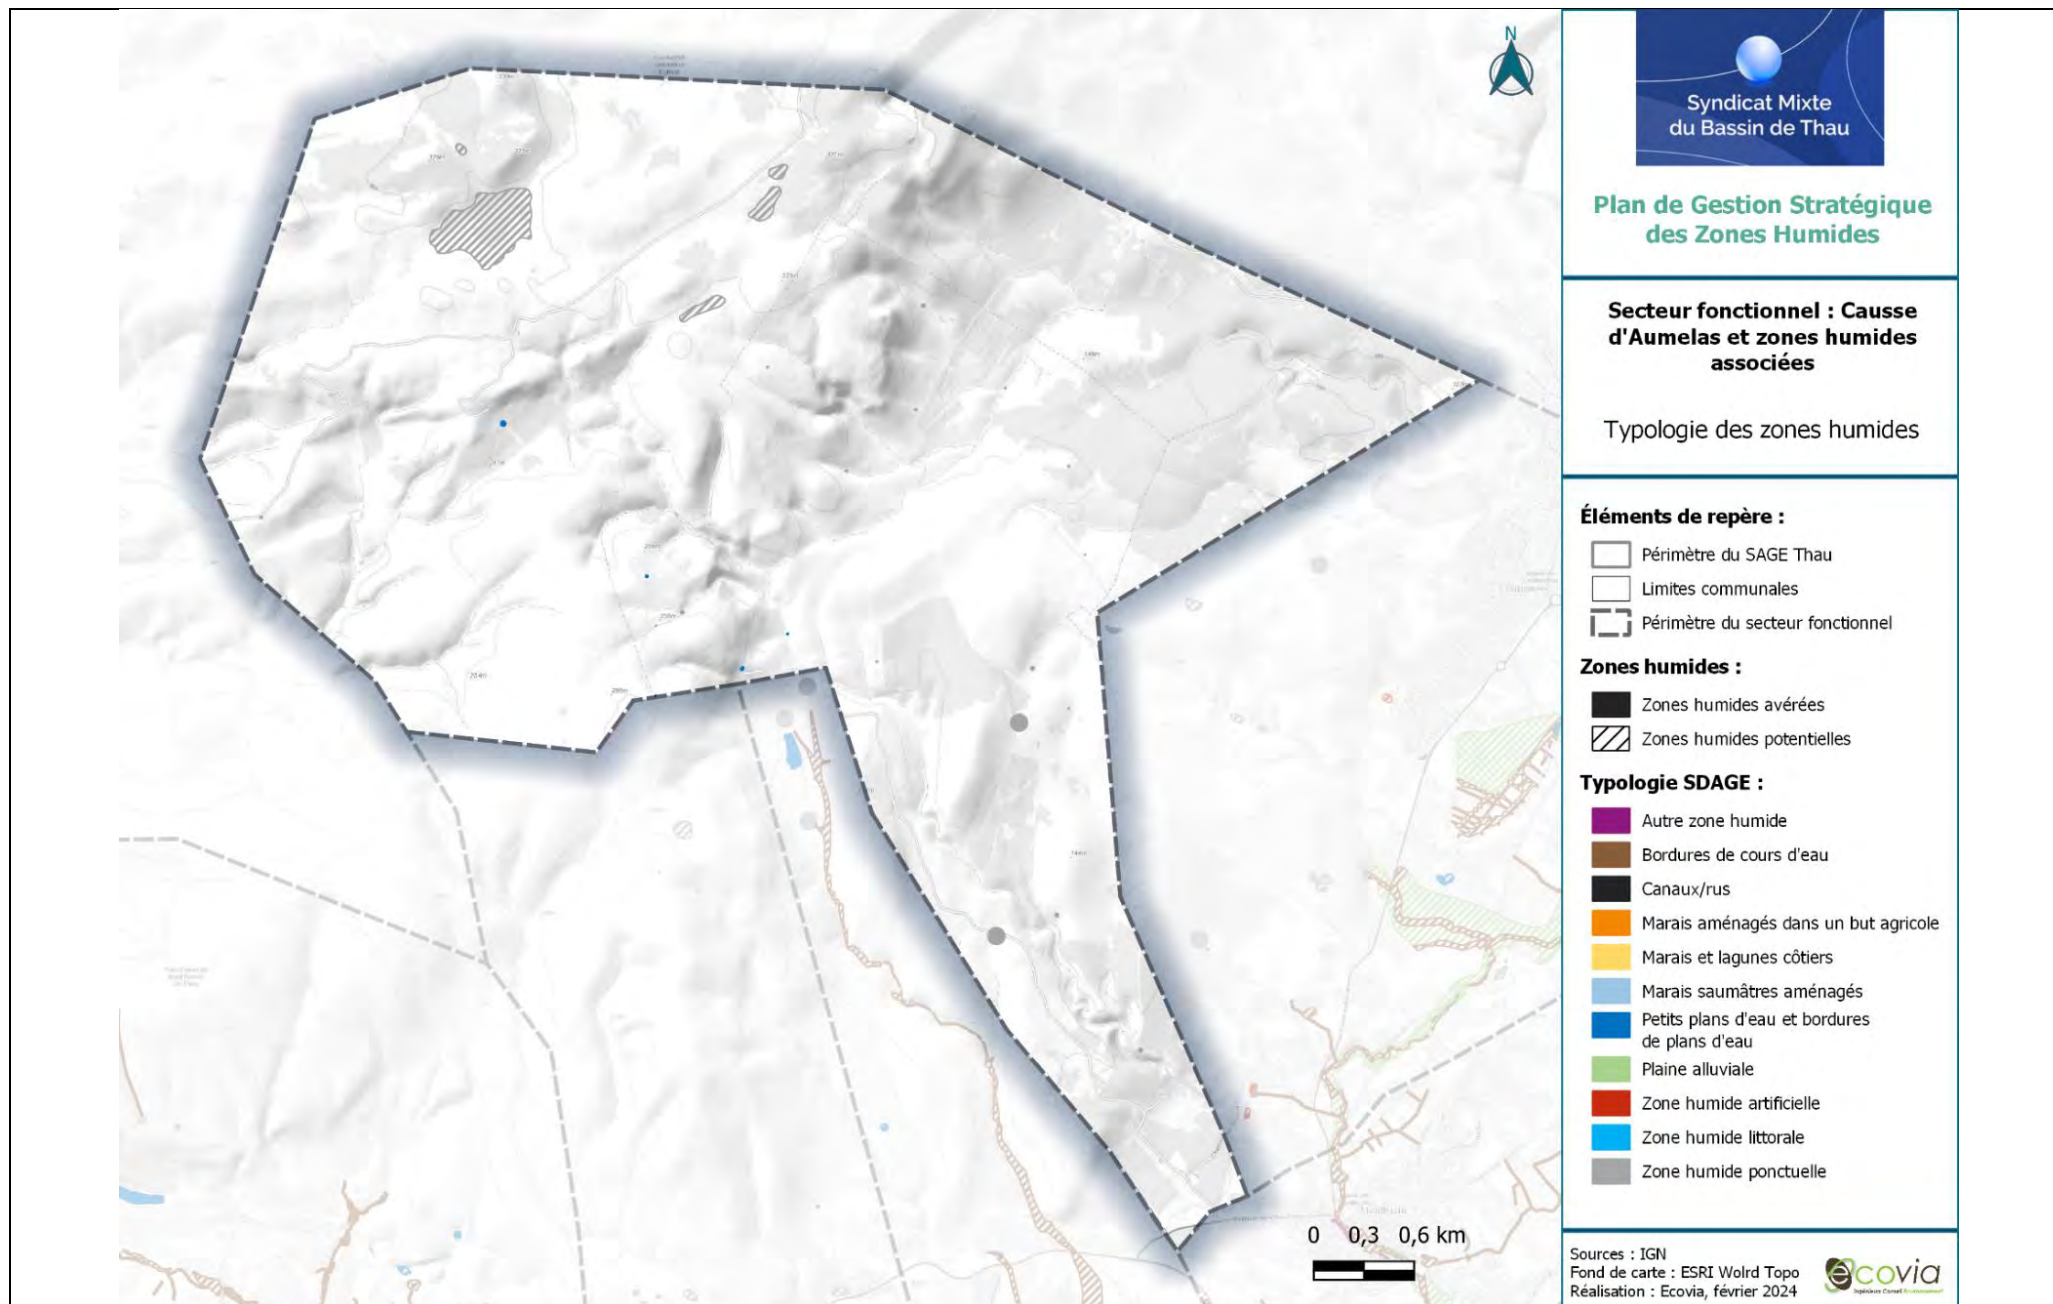 N
Syndicat Mixte
du Bassin de Thau
Plan de Gestion Stratégique
des Zones Humides
Secteur fonctionnel : Causse
d'Aumelas et zones humides
associées
Typologie des zones humides
Éléments de repère :
Périmètre du SAGE Thau
Limites communales
Périmètre du secteur fonctionnel
Zones humides :
Zones humides avérées
Zones humides potentielles
Typologie SDAGE :
Autre zone humide
Bordures de cours d'eau
Canaux/rus
Marais aménagés dans un but agricole
Marais et lagunes côtiers
Marais saumâtres aménagés
Petits plans d'eau et bordures
de plans d'eau
Plaine alluviale
Zone humide artificielle
Zone humide littorale
Zone humide ponctuelle
0 0,3 0,6 km
Sources : IGN
Fond de carte : ESRI Wolrd Topo
Réalisation : Ecovia, février 2024
ecovia